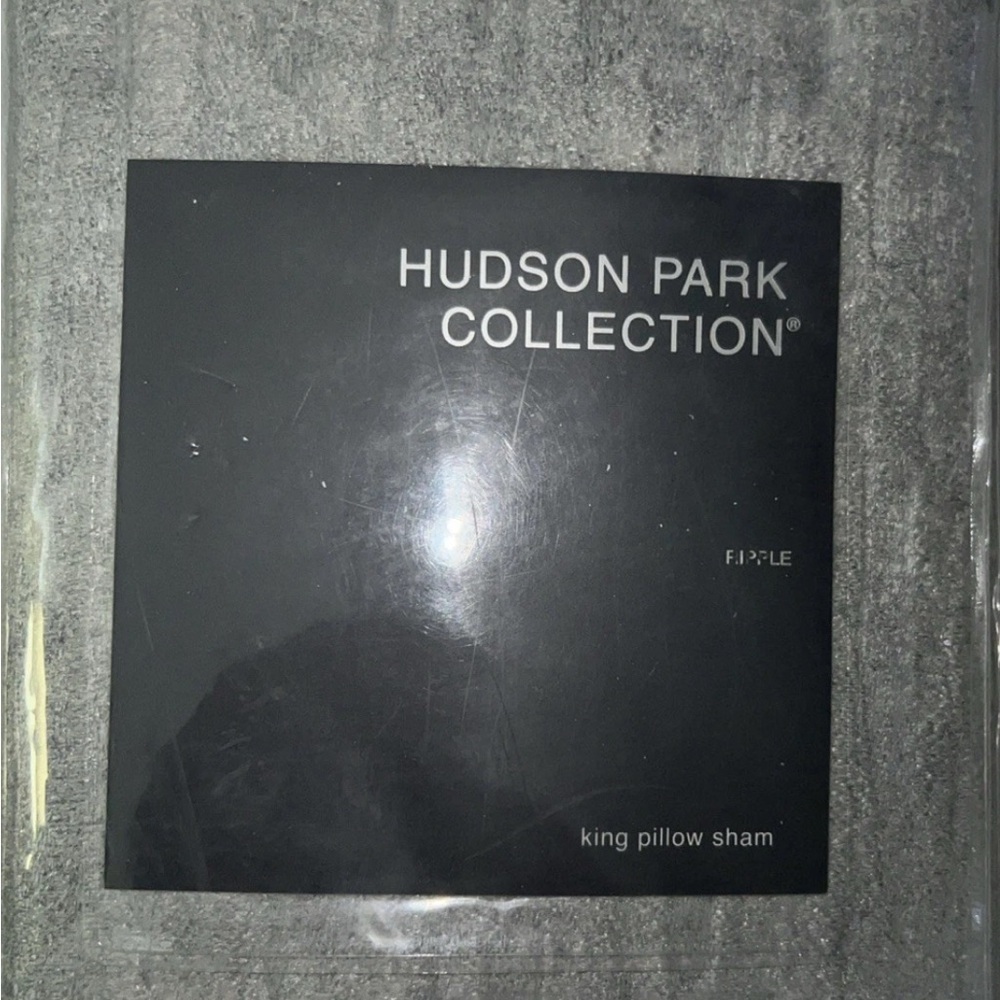 HUDSON PARK
COLLECTION®
RIPPLE
king pillow sham